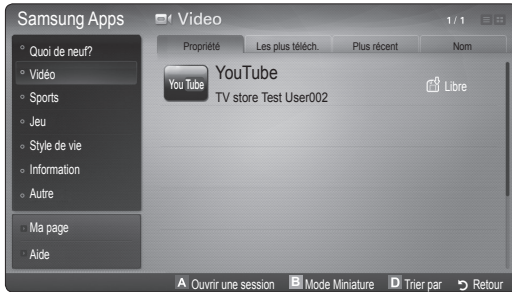 Samsung Apps
Video
1 / 1
Quoi de neuf?
Vidéo
Sports
Jeu
Style de vie
Information
Autre
Ma page
Aide
Propriété
Les plus téléch.
Plus récent
Nom
You Tube
YouTube
TV store Test User002
Libre
A Ouvrir une session
B Mode Miniature
D Trier par
Retour